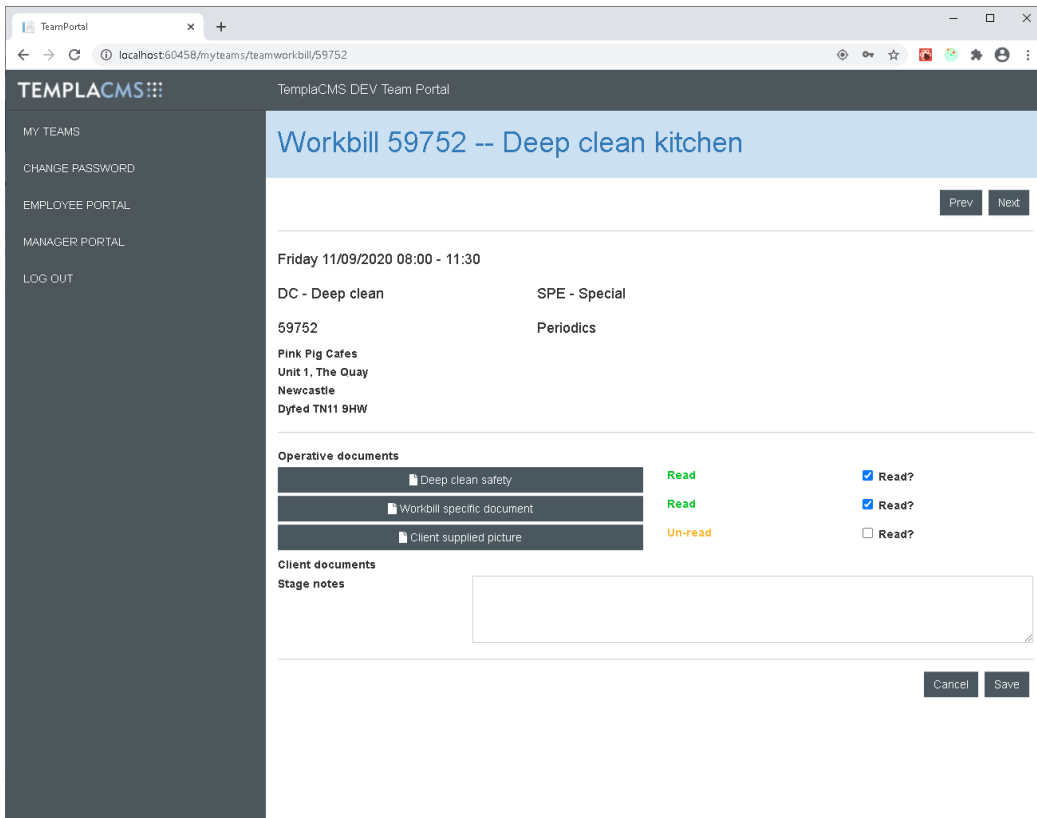 TeamPortal
localhost:60458/myteams/teamworkbill/59752
TEMPLACMS
TemplaCMS DEV Team Portal
MY TEAMS
CHANGE PASSWORD
EMPLOYEE PORTAL
MANAGER PORTAL
LOG OUT
Workbill 59752 -- Deep clean kitchen
Prev Next
Friday 11/09/2020 08:00 - 11:30
DC - Deep clean SPE - Special
59752 Periodics
Pink Pig Cafes
Unit 1, The Quay
Newcastle
Dyfed TN11 9HW
Operative documents
Deep clean safety Read Read?
Workbill specific document Read Read?
Client supplied picture Un-read Read?
Client documents
Stage notes
Cancel Save